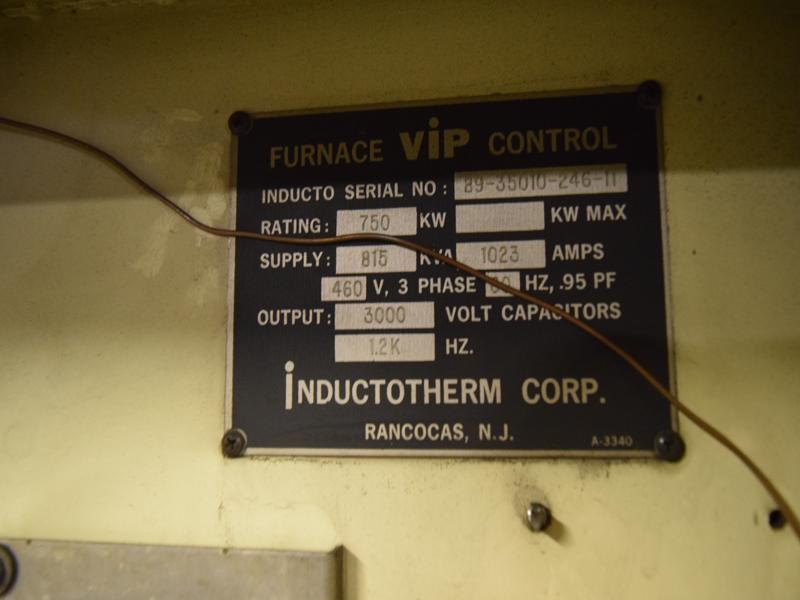 FURNACE ViP CONTROL
INDUCTO SERIAL NO: 89-35010-246-11
RATING: 750 KW KW MAX
SUPPLY: 815 KVA 1023 AMPS
460 V, 3 PHASE HZ, .95 PF
OUTPUT: 3000 VOLT CAPACITORS
1.2K HZ.
iNDUCTOTHERM CORP.
RANCOCAS, N.J.
A-3340